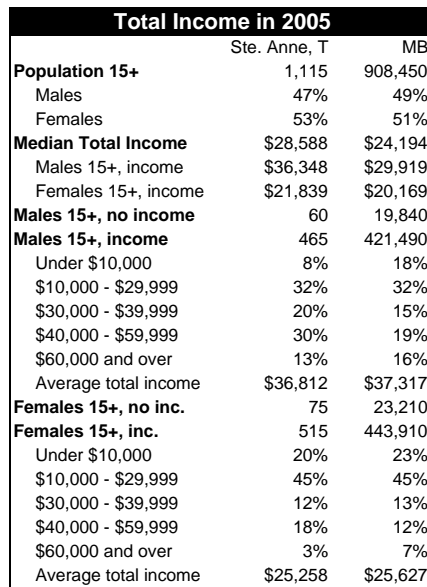 Total Income in 2005
Ste. Anne, T MB
Population 15+ 1,115 908,450
Males 47% 49%
Females 53% 51%
Median Total Income $28,588 $24,194
Males 15+, income $36,348 $29,919
Females 15+, income $21,839 $20,169
Males 15+, no income 60 19,840
Males 15+, income 465 421,490
Under $10,000 8% 18%
$10,000 - $29,999 32% 32%
$30,000 - $39,999 20% 15%
$40,000 - $59,999 30% 19%
$60,000 and over 13% 16%
Average total income $36,812 $37,317
Females 15+, no inc. 75 23,210
Females 15+, inc. 515 443,910
Under $10,000 20% 23%
$10,000 - $29,999 45% 45%
$30,000 - $39,999 12% 13%
$40,000 - $59,999 18% 12%
$60,000 and over 3% 7%
Average total income $25,258 $25,627